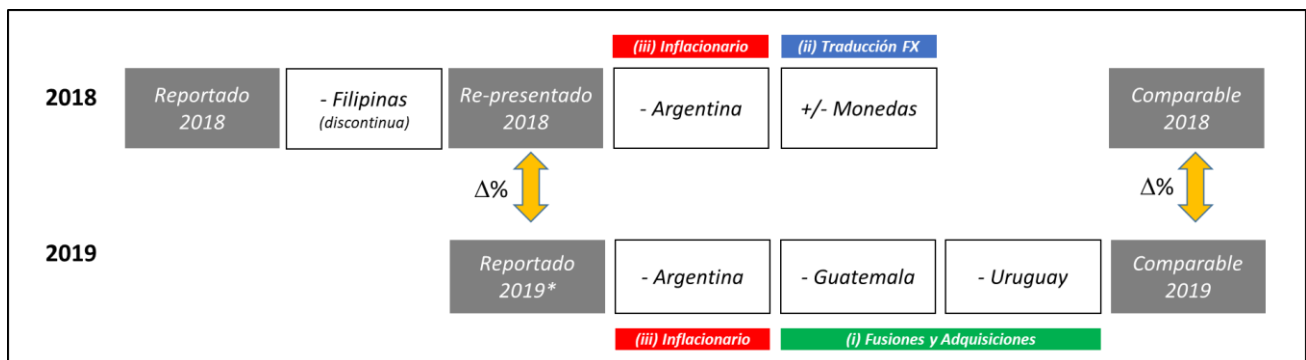 (iii) Inflacionario
(ii) Traducción FX
2018
Reportado
2018
- Filipinas
(discontinua)
Re-presentado
2018
- Argentina
+/- Monedas
Comparable
2018
Δ%
Δ%
2019
Reportado
2019*
- Argentina
- Guatemala
- Uruguay
Comparable
2019
(iii) Inflacionario
(i) Fusiones y Adquisiciones